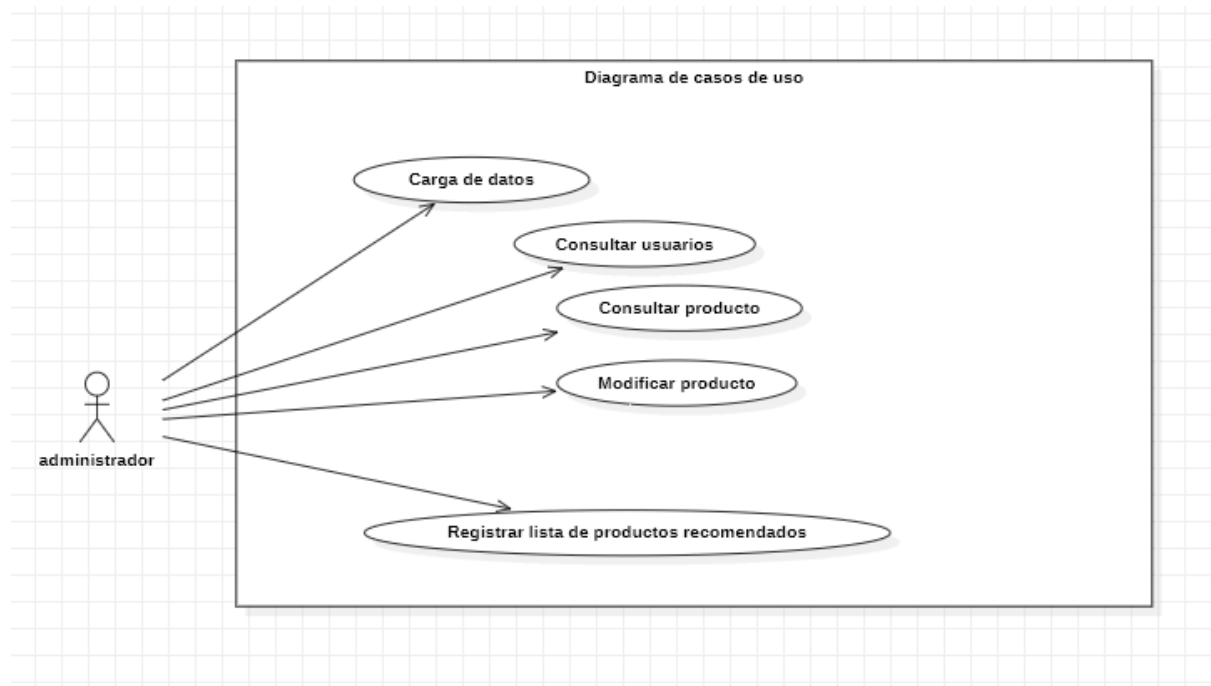 Diagrama de casos de uso
Carga de datos
Consultar usuarios
Consultar producto
Modificar producto
administrador
Registrar lista de productos recomendados